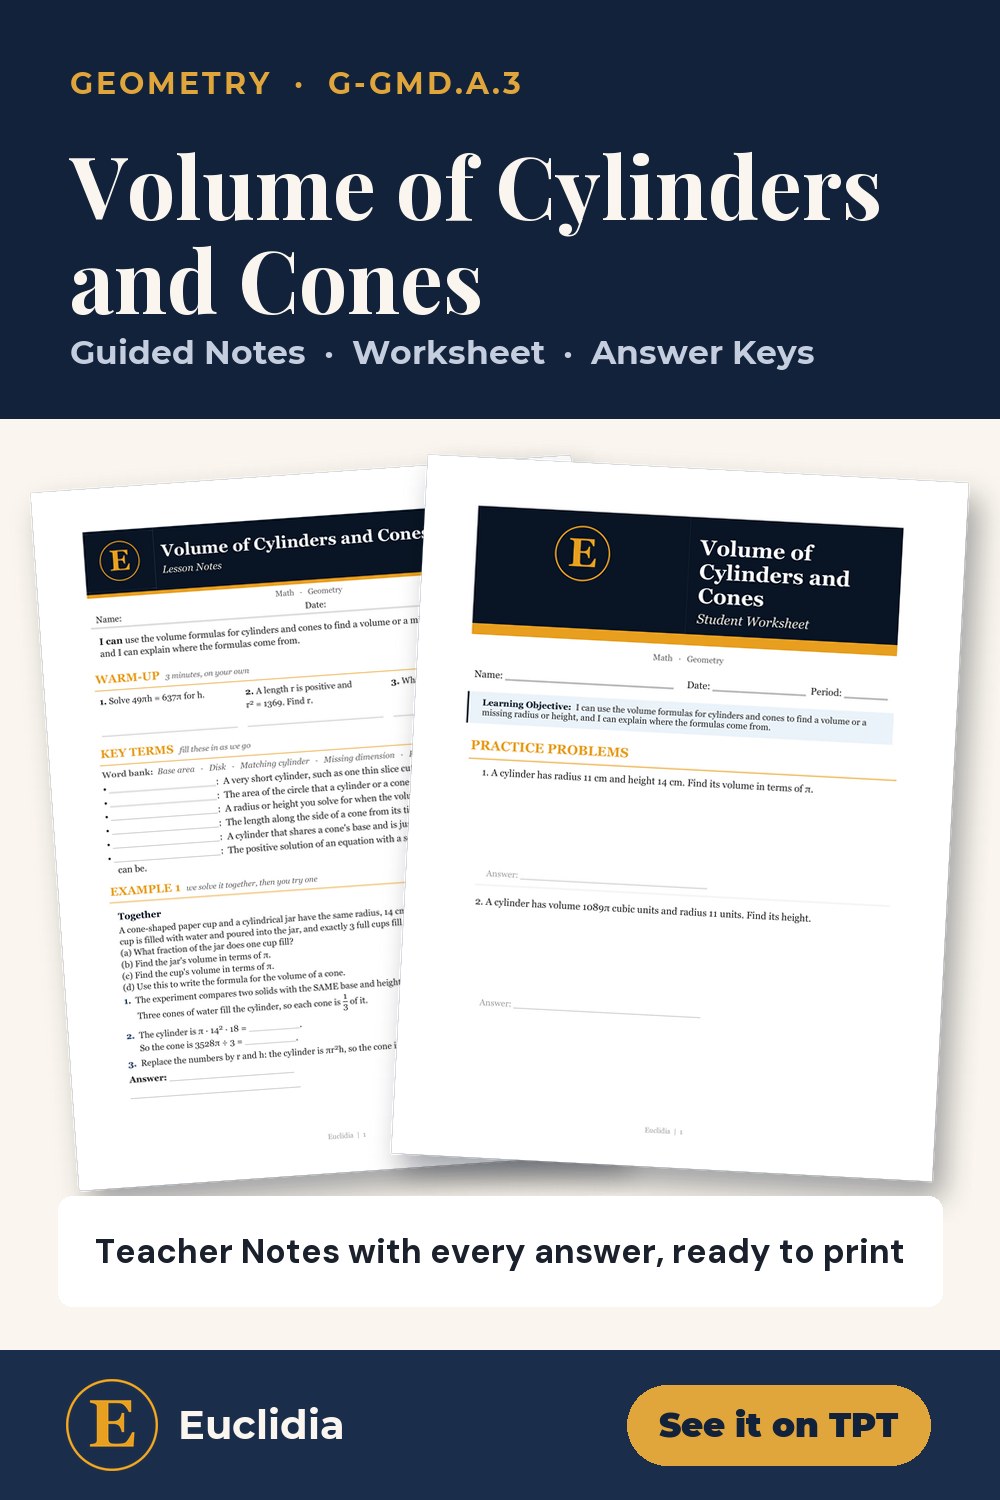 GEOMETRY · G-GMD.A.3
Volume of Cylinders
and Cones
Guided Notes · Worksheet · Answer Keys
E
Volume of Cylinders and Cones
Lesson Notes
Math · Geometry
Name:
Date:
I can use the volume formulas for cylinders and cones to find a volume or a
and I can explain where the formulas come from.
WARM-UP 3 minutes, on your own
1. Solve 49πh = 637π for h.
2. A length r is positive and
r² = 1369. Find r.
3.
KEY TERMS fill these in as we go
Word bank: Base area · Disk · Matching cylinder · Missing dimension ·
: A very short cylinder, such as one thin slice
: The area of the circle that a cylinder or a cone
: A radius or height you solve for when the
: The length along the side of a cone from its
: A cylinder that shares a cone's base and is
: The positive solution of an equation with a
can be.
EXAMPLE 1 we solve it together, then you try one
Together
A cone-shaped paper cup and a cylindrical jar have the same radius, 14
cup is filled with water and poured into the jar, and exactly 3 full cups fill
(a) What fraction of the jar does one cup fill?
(b) Find the jar's volume in terms of π.
(c) Find the cup's volume in terms of π.
(d) Use this to write the formula for the volume of a cone.
1. The experiment compares two solids with the SAME base and height
Three cones of water fill the cylinder, so each cone is 1/3 of it.
2. The cylinder is π · 14² · 18 = .
So the cone is 3528π ÷ 3 = .
3. Replace the numbers by r and h: the cylinder is πr²h, so the cone
Answer:
Euclidia | 1
E
Volume of
Cylinders and
Cones
Student Worksheet
Math · Geometry
Name: Date: Period:
Learning Objective: I can use the volume formulas for cylinders and cones to find a volume or a
missing radius or height, and I can explain where the formulas come from.
PRACTICE PROBLEMS
1. A cylinder has radius 11 cm and height 14 cm. Find its volume in terms of π.
Answer:
2. A cylinder has volume 1089π cubic units and radius 11 units. Find its height.
Answer:
Euclidia | 1
Teacher Notes with every answer, ready to print
E
Euclidia
See it on TPT